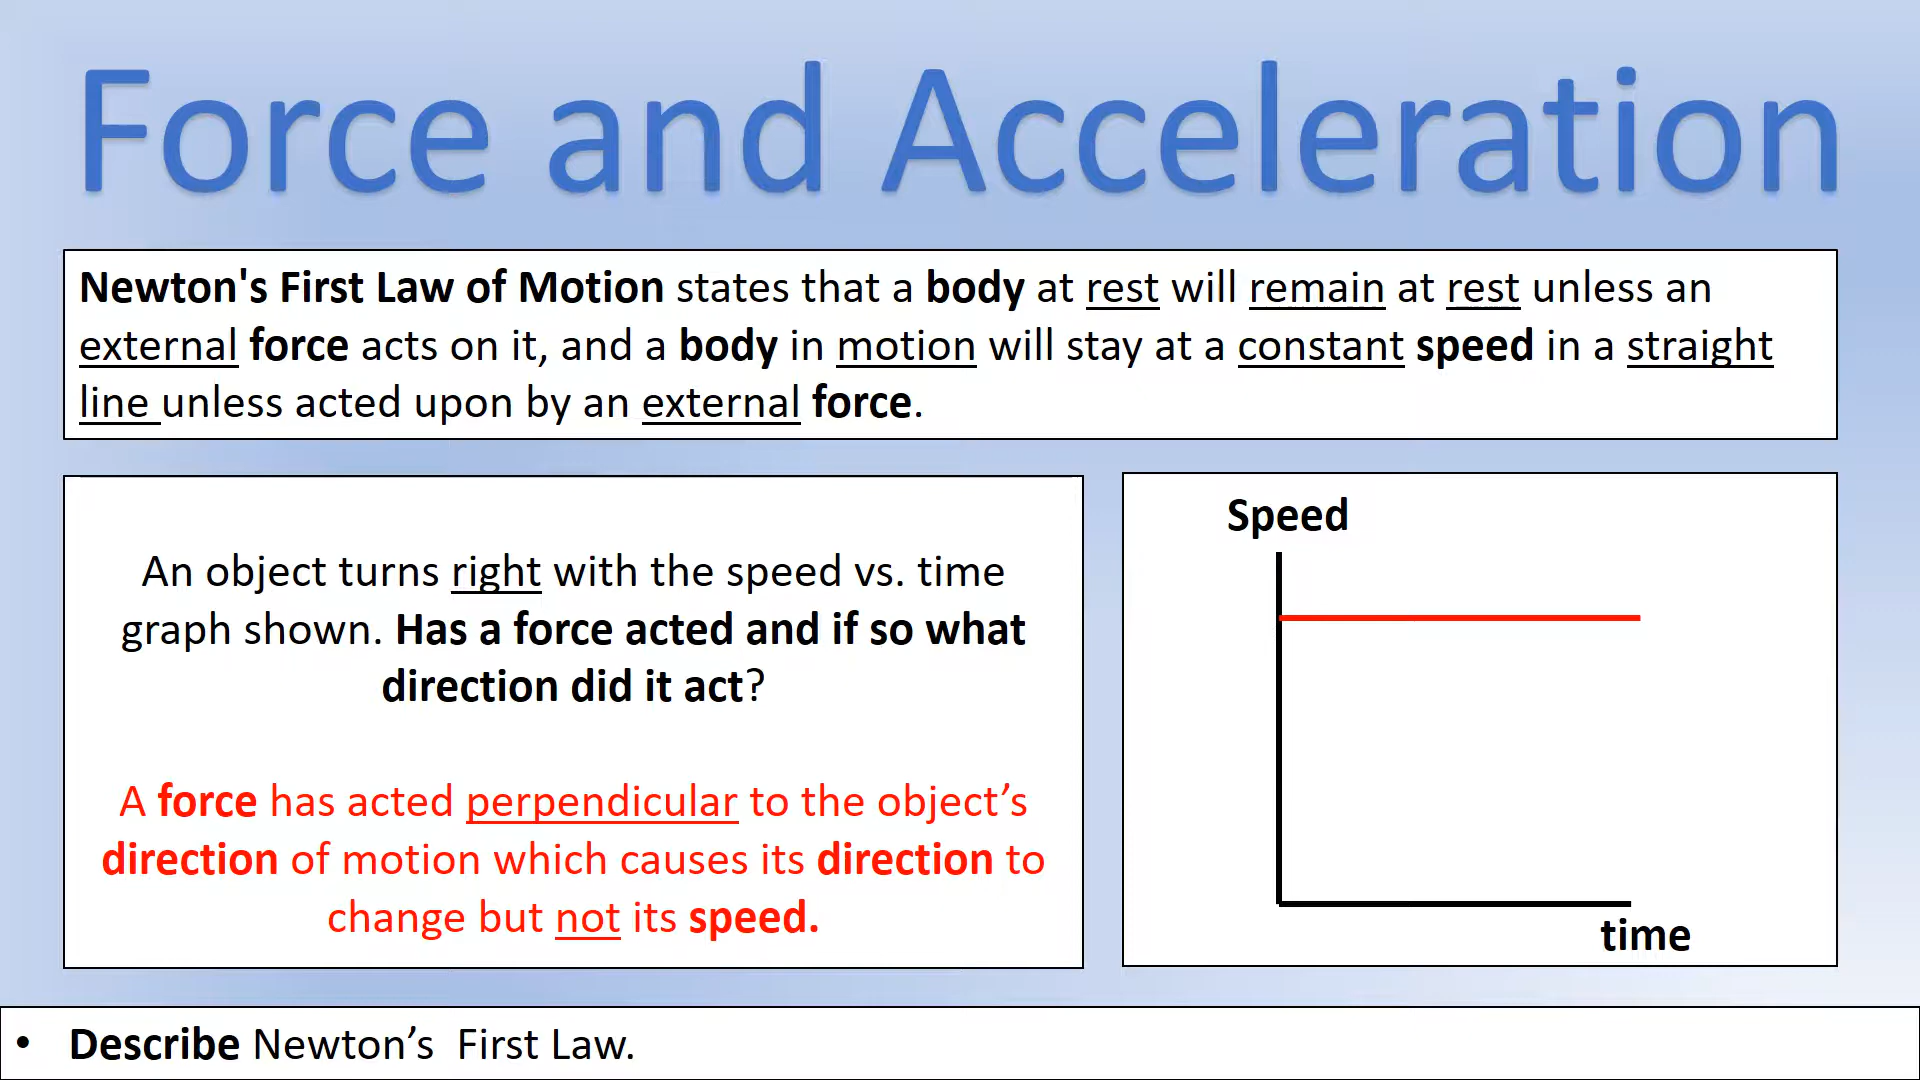 Force and Acceleration
Newton's First Law of Motion states that a body at rest will remain at rest unless an
external force acts on it, and a body in motion will stay at a constant speed in a straight
line unless acted upon by an external force.
An object turns right with the speed vs. time
graph shown. Has a force acted and if so what
direction did it act?
A force has acted perpendicular to the object’s
direction of motion which causes its direction to
change but not its speed.
Speed
time
• Describe Newton’s  First Law.